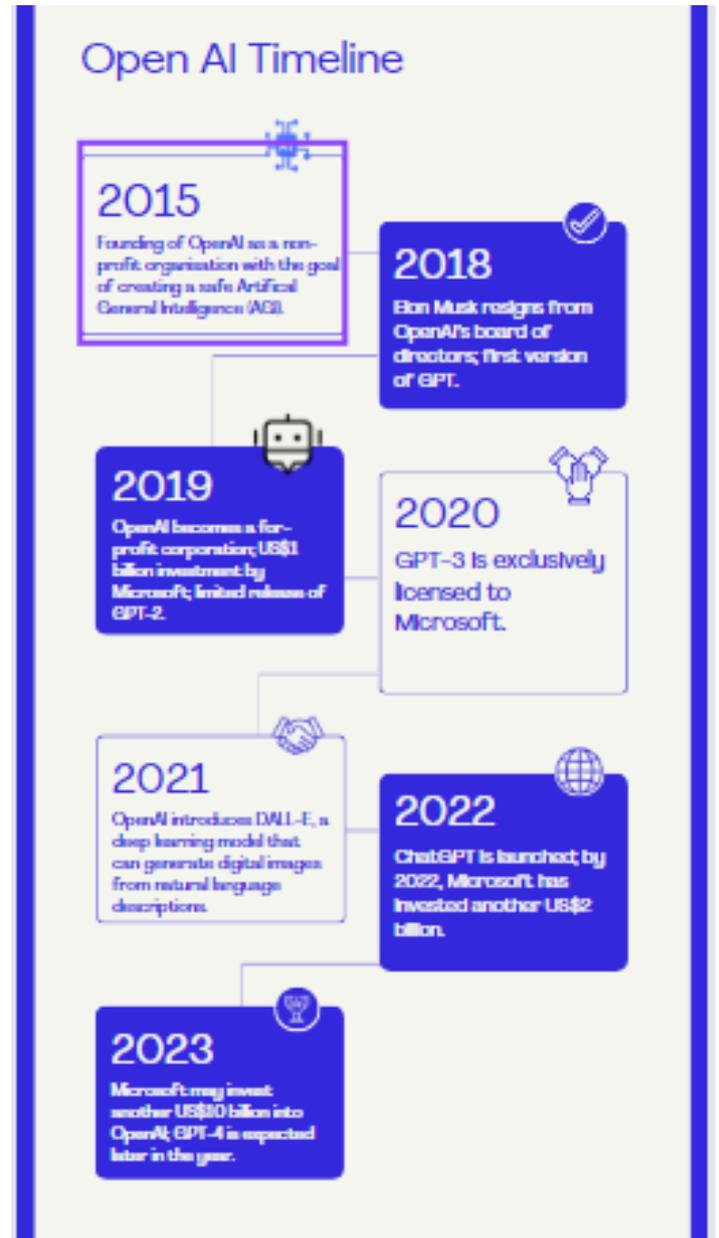 Open AI Timeline
2015
Founding of OpenAI as a non-
profit organisation with the goal
of creating a safe Artifical
General Intelligence (AGI).
2018
Elon Musk resigns from
OpenAI's board of
directors; first version
of GPT.
2019
OpenAI becomes a for-
profit corporation; US$1
billion investment by
Microsoft; limited release of
GPT-2.
2020
GPT-3 is exclusively
licensed to
Microsoft.
2021
OpenAI introduces DALL-E, a
deep learning model that
can generate digital images
from natural language
descriptions.
2022
ChatGPT is launched; by
2022, Microsoft has
invested another US$2
billion.
2023
Microsoft may invest
another US$10 billion into
OpenAI; GPT-4 is expected
later in the year.